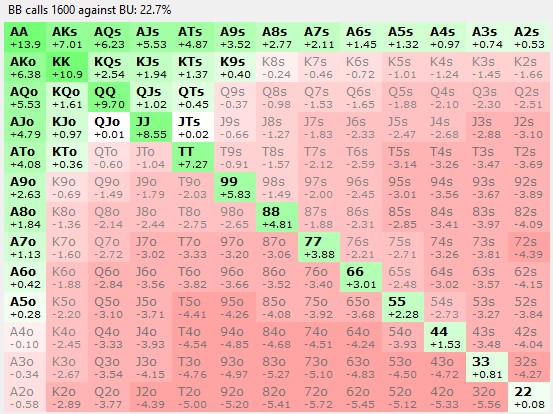 BB calls 1600 against BU: 22.7%
AA AKs AQs AJs ATs A9s A8s A7s A6s A5s A4s A3s A2s
+13.9 +7.01 +6.23 +5.53 +4.87 +3.52 +2.77 +2.11 +1.45 +1.32 +0.97 +0.74 +0.53
AKo KK KQs KJs KTs K9s K8s K7s K6s K5s K4s K3s K2s
+6.38 +10.9 +2.54 +1.94 +1.37 +0.40 -0.24 -0.46 -0.72 -1.01 -1.24 -1.45 -1.66
AQo KQo QQ QJs QTs Q9s Q8s Q7s Q6s Q5s Q4s Q3s Q2s
+5.53 +1.61 +9.70 +1.02 +0.45 -0.37 -0.98 -1.53 -1.65 -1.88 -2.10 -2.30 -2.51
AJo KJo QJo JJ JTs J9s J8s J7s J6s J5s J4s J3s J2s
+4.79 +0.97 +0.01 +8.55 +0.02 -0.66 -1.27 -1.83 -2.33 -2.47 -2.68 -2.88 -3.10
ATo KTo QTo JTo TT T9s T8s T7s T6s T5s T4s T3s T2s
+4.08 +0.36 -0.60 -1.04 +7.27 -0.91 -1.57 -2.12 -2.59 -3.14 -3.26 -3.47 -3.69
A9o K9o Q9o J9o T9o 99 98s 97s 96s 95s 94s 93s 92s
+2.63 -0.69 -1.49 -1.79 -2.03 +5.83 -1.49 -2.00 -2.45 -3.01 -3.56 -3.67 -3.89
A8o K8o Q8o J8o T8o 98o 88 87s 86s 85s 84s 83s 82s
+1.84 -1.36 -2.14 -2.44 -2.75 -2.65 +4.81 -1.88 -2.31 -2.85 -3.41 -3.97 -4.09
A7o K7o Q7o J7o T7o 97o 87o 77 76s 75s 74s 73s 72s
+1.13 -1.60 -2.72 -3.02 -3.33 -3.20 -3.06 +3.88 -2.21 -2.71 -3.26 -3.81 -4.39
A6o K6o Q6o J6o T6o 96o 86o 76o 66 65s 64s 63s 62s
+0.42 -1.88 -2.84 -3.56 -3.82 -3.66 -3.52 -3.40 +3.01 -2.48 -3.02 -3.57 -4.15
A5o K5o Q5o J5o T5o 95o 85o 75o 65o 55 54s 53s 52s
+0.28 -2.20 -3.10 -3.71 -4.41 -4.26 -4.08 -3.92 -3.68 +2.28 -2.73 -3.27 -3.84
A4o K4o Q4o J4o T4o 94o 84o 74o 64o 54o 44 43s 42s
-0.10 -2.45 -3.33 -3.93 -4.54 -4.85 -4.68 -4.51 -4.24 -3.93 +1.53 -3.48 -4.04
A3o K3o Q3o J3o T3o 93o 83o 73o 63o 53o 43o 33 32s
-0.34 -2.67 -3.54 -4.15 -4.76 -4.97 -5.27 -5.10 -4.83 -4.50 -4.72 +0.81 -4.27
A2o K2o Q2o J2o T2o 92o 82o 72o 62o 52o 42o 32o 22
-0.58 -2.89 -3.77 -4.39 -5.00 -5.20 -5.41 -5.72 -5.45 -5.12 -5.33 -5.56 +0.08